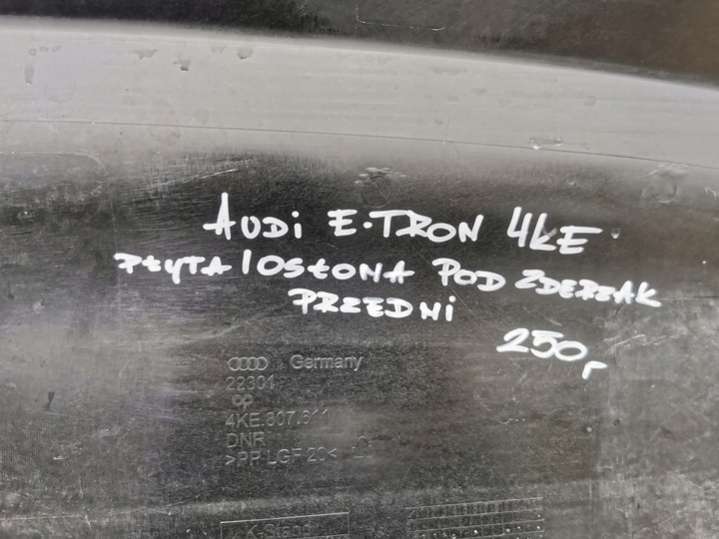 AUDI E-TRON 4KE
PŁYTA/OSŁONA POD ZDERZAK
PRZEDNI
250,-
Germany
22301
4KE.807.611
DNR
>PP LGF 20<